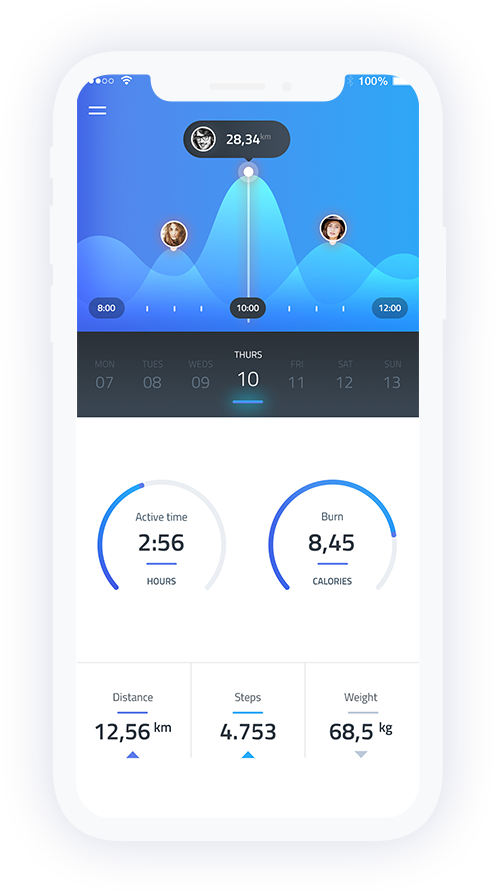 100%
28,34km
8:00 10:00 12:00
MON TUES WEDS THURS FRI SAT SUN
07 08 09 10 11 12 13
Active time Burn
2:56 8,45
HOURS CALORIES
Distance Steps Weight
12,56 km 4.753 68,5 kg